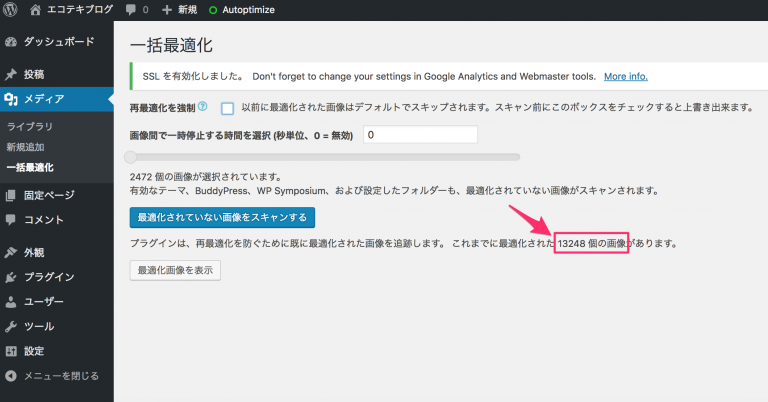 エコテキブログ 0 新規 Autoptimize
ダッシュボード
投稿
メディア
ライブラリ
新規追加
一括最適化
固定ページ
コメント
外観
プラグイン
ユーザー
ツール
設定
メニューを閉じる
一括最適化
SSL を有効化しました。 Don't forget to change your settings in Google Analytics and Webmaster tools. More info.
再最適化を強制 ? 以前に最適化された画像はデフォルトでスキップされます。スキャン前にこのボックスをチェックすると上書き出来ます。
画像間で一時停止する時間を選択 (秒単位、0 = 無効) 0
2472 個の画像が選択されています。
有効なテーマ、BuddyPress、WP Symposium、および設定したフォルダーも、最適化されていない画像がスキャンされます。
最適化されていない画像をスキャンする
プラグインは、再最適化を防ぐために既に最適化された画像を追跡します。 これまでに最適化された 13248 個の画像があります。
最適化画像を表示